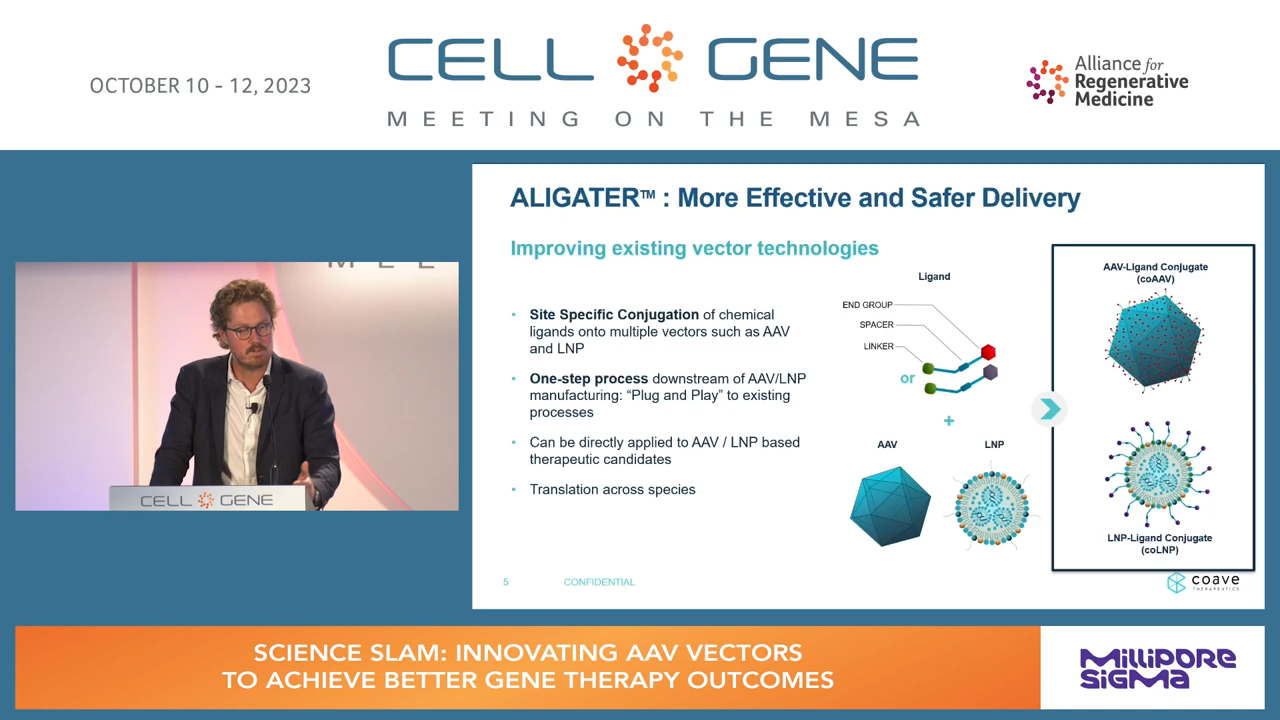 OCTOBER 10 - 12, 2023
CELL GENE
MEETING ON THE MESA
Alliance for
Regenerative
Medicine
ALIGATER™ : More Effective and Safer Delivery
Improving existing vector technologies
• Site Specific Conjugation of chemical
ligands onto multiple vectors such as AAV
and LNP
• One-step process downstream of AAV/LNP
manufacturing: “Plug and Play” to existing
processes
• Can be directly applied to AAV / LNP based
therapeutic candidates
• Translation across species
Ligand
END GROUP
SPACER
LINKER
or
+
AAV
LNP
AAV-Ligand Conjugate
(coAAV)
LNP-Ligand Conjugate
(coLNP)
5
CONFIDENTIAL
coave
THERAPEUTICS
CELL GENE
SCIENCE SLAM: INNOVATING AAV VECTORS
TO ACHIEVE BETTER GENE THERAPY OUTCOMES
MILLIPORE
SIGMA